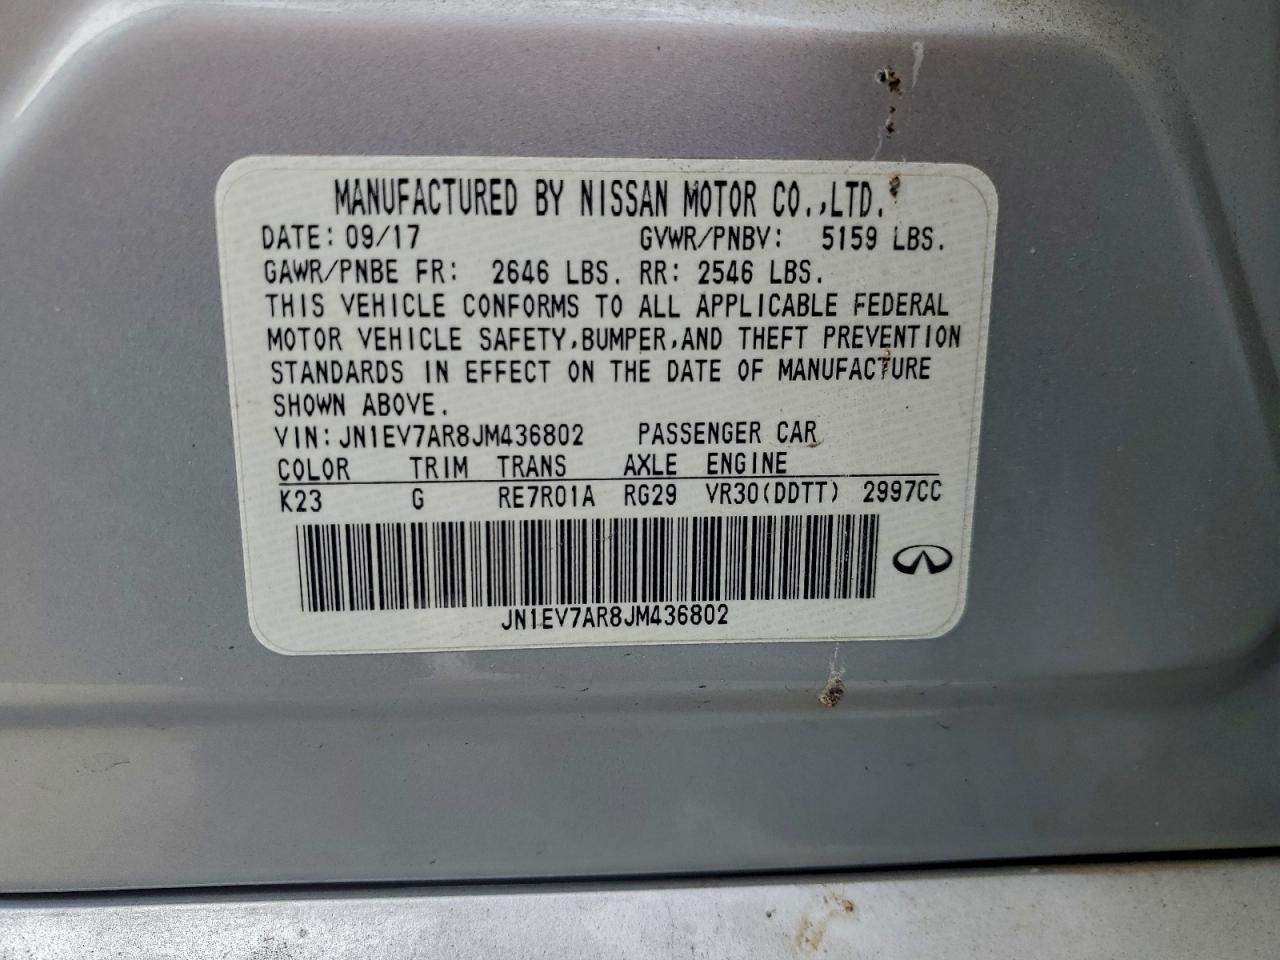 MANUFACTURED BY NISSAN MOTOR CO.,LTD.
DATE: 09/17 GVWR/PNBV: 5159 LBS.
GAWR/PNBE FR: 2646 LBS. RR: 2546 LBS.
THIS VEHICLE CONFORMS TO ALL APPLICABLE FEDERAL
MOTOR VEHICLE SAFETY,BUMPER,AND THEFT PREVENTION
STANDARDS IN EFFECT ON THE DATE OF MANUFACTURE
SHOWN ABOVE.
VIN:JN1EV7AR8JM436802 PASSENGER CAR
COLOR TRIM TRANS AXLE ENGINE
K23 G RE7R01A RG29 VR30(DDTT) 2997CC
JN1EV7AR8JM436802